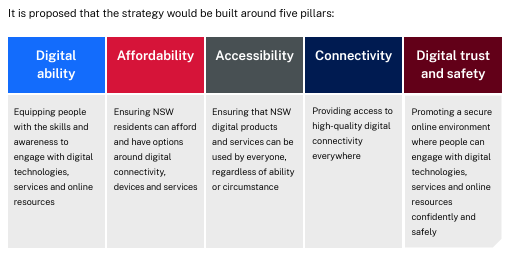 It is proposed that the strategy would be built around five pillars:
Digital
ability
Equipping people
with the skills and
awareness to
engage with digital
technologies,
services and online
resources
Affordability
Ensuring NSW
residents can afford
and have options
around digital
connectivity,
devices and services
Accessibility
Ensuring that NSW
digital products
and services can be
used by everyone,
regardless of ability
or circumstance
Connectivity
Providing access to
high-quality digital
connectivity
everywhere
Digital trust
and safety
Promoting a secure
online environment
where people can
engage with digital
technologies,
services and online
resources
confidently and
safely